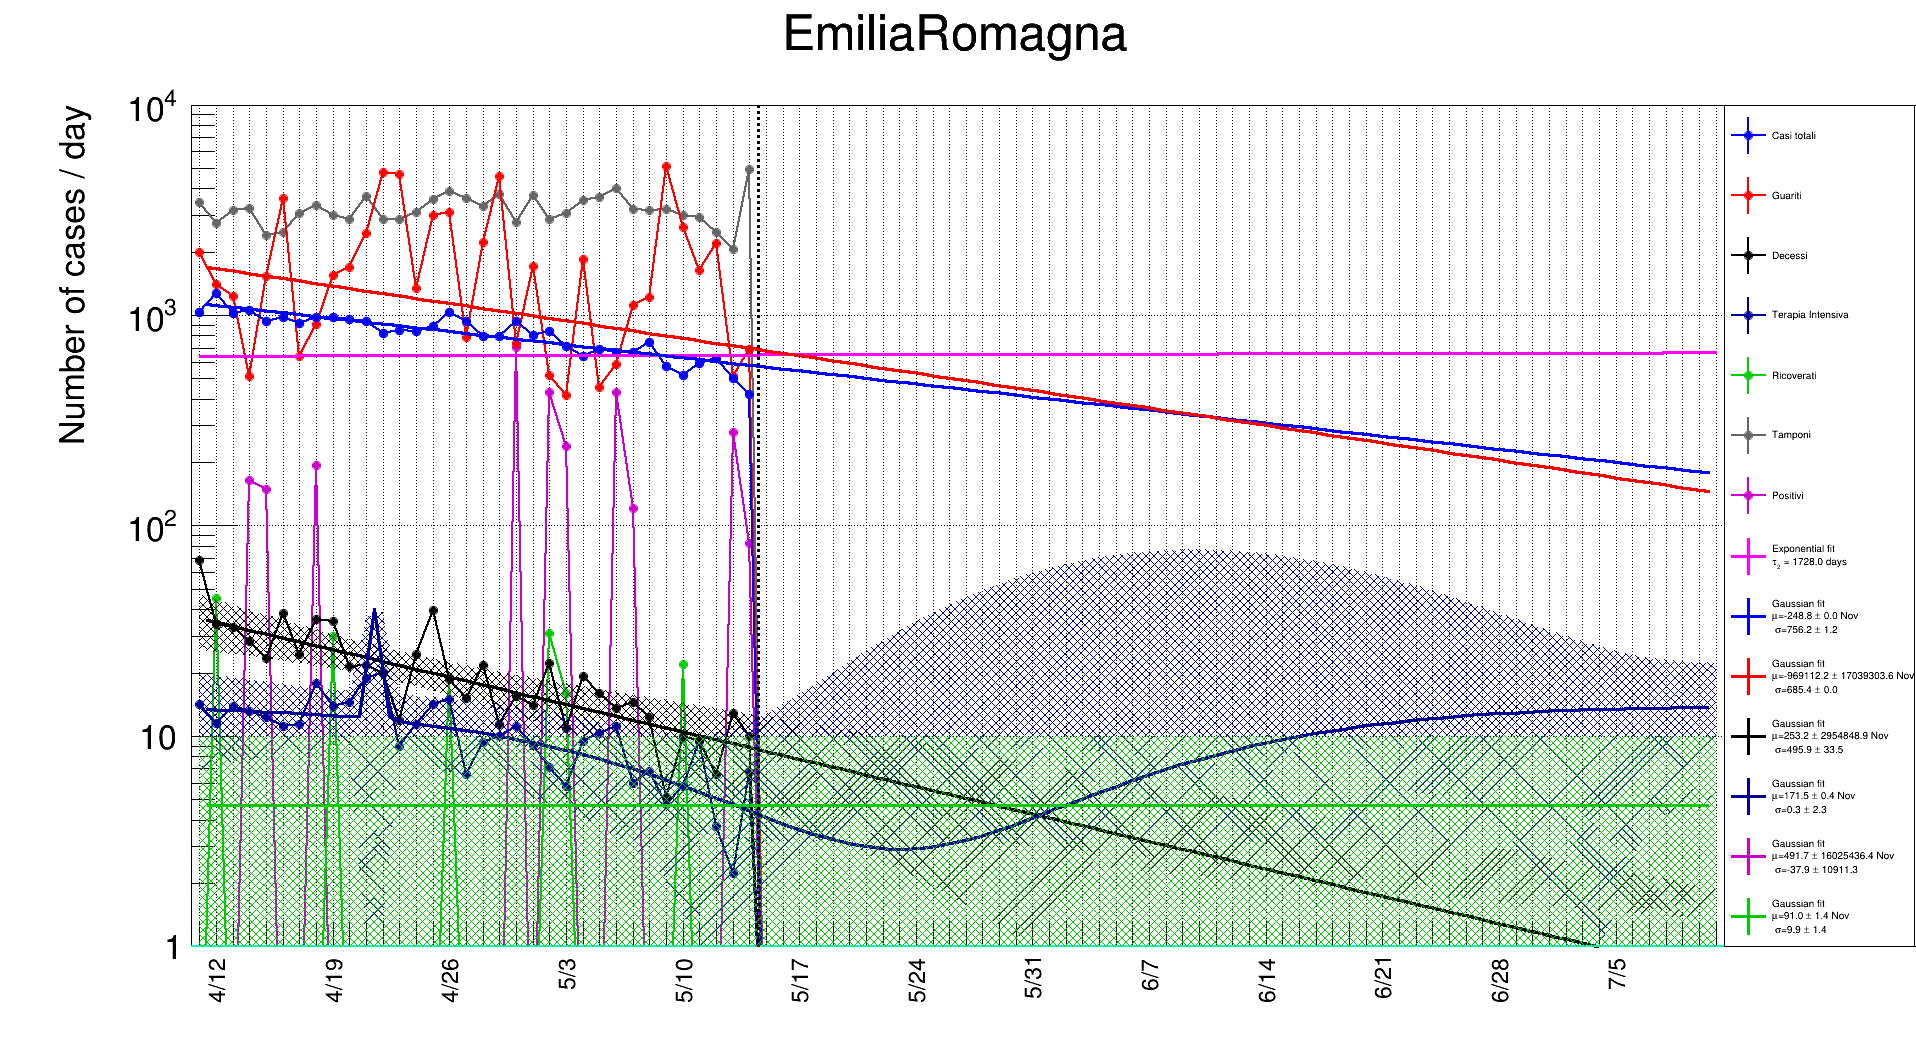 EmiliaRomagna
Number of cases / day
10⁴
10³
10²
10
1
4/12
4/19
4/26
5/3
5/10
5/17
5/24
5/31
6/7
6/14
6/21
6/28
7/5
Casi totali
Guariti
Decessi
Terapia Intensiva
Ricoverati
Tamponi
Positivi
Exponential fit
τ₂ = 1728.0 days
Gaussian fit
μ=-248.8 ± 0.0 Nov
σ=756.2 ± 1.2
Gaussian fit
μ=-969112.2 ± 17039303.6 Nov
σ=685.4 ± 0.0
Gaussian fit
μ=253.2 ± 2954848.9 Nov
σ=495.9 ± 33.5
Gaussian fit
μ=171.5 ± 0.4 Nov
σ=0.3 ± 2.3
Gaussian fit
μ=491.7 ± 16025436.4 Nov
σ=-37.9 ± 10911.3
Gaussian fit
μ=91.0 ± 1.4 Nov
σ=9.9 ± 1.4